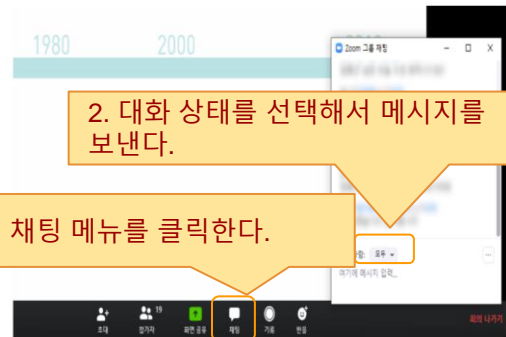 1980
2000
Zoom 그룹 채팅
2. 대화 상태를 선택해서 메시지를
보낸다.
채팅 메뉴를 클릭한다.
모두
여기에 메시지 입력...
19
초대
참가자
화면 공유
채팅
기록
반응
회의 나가기